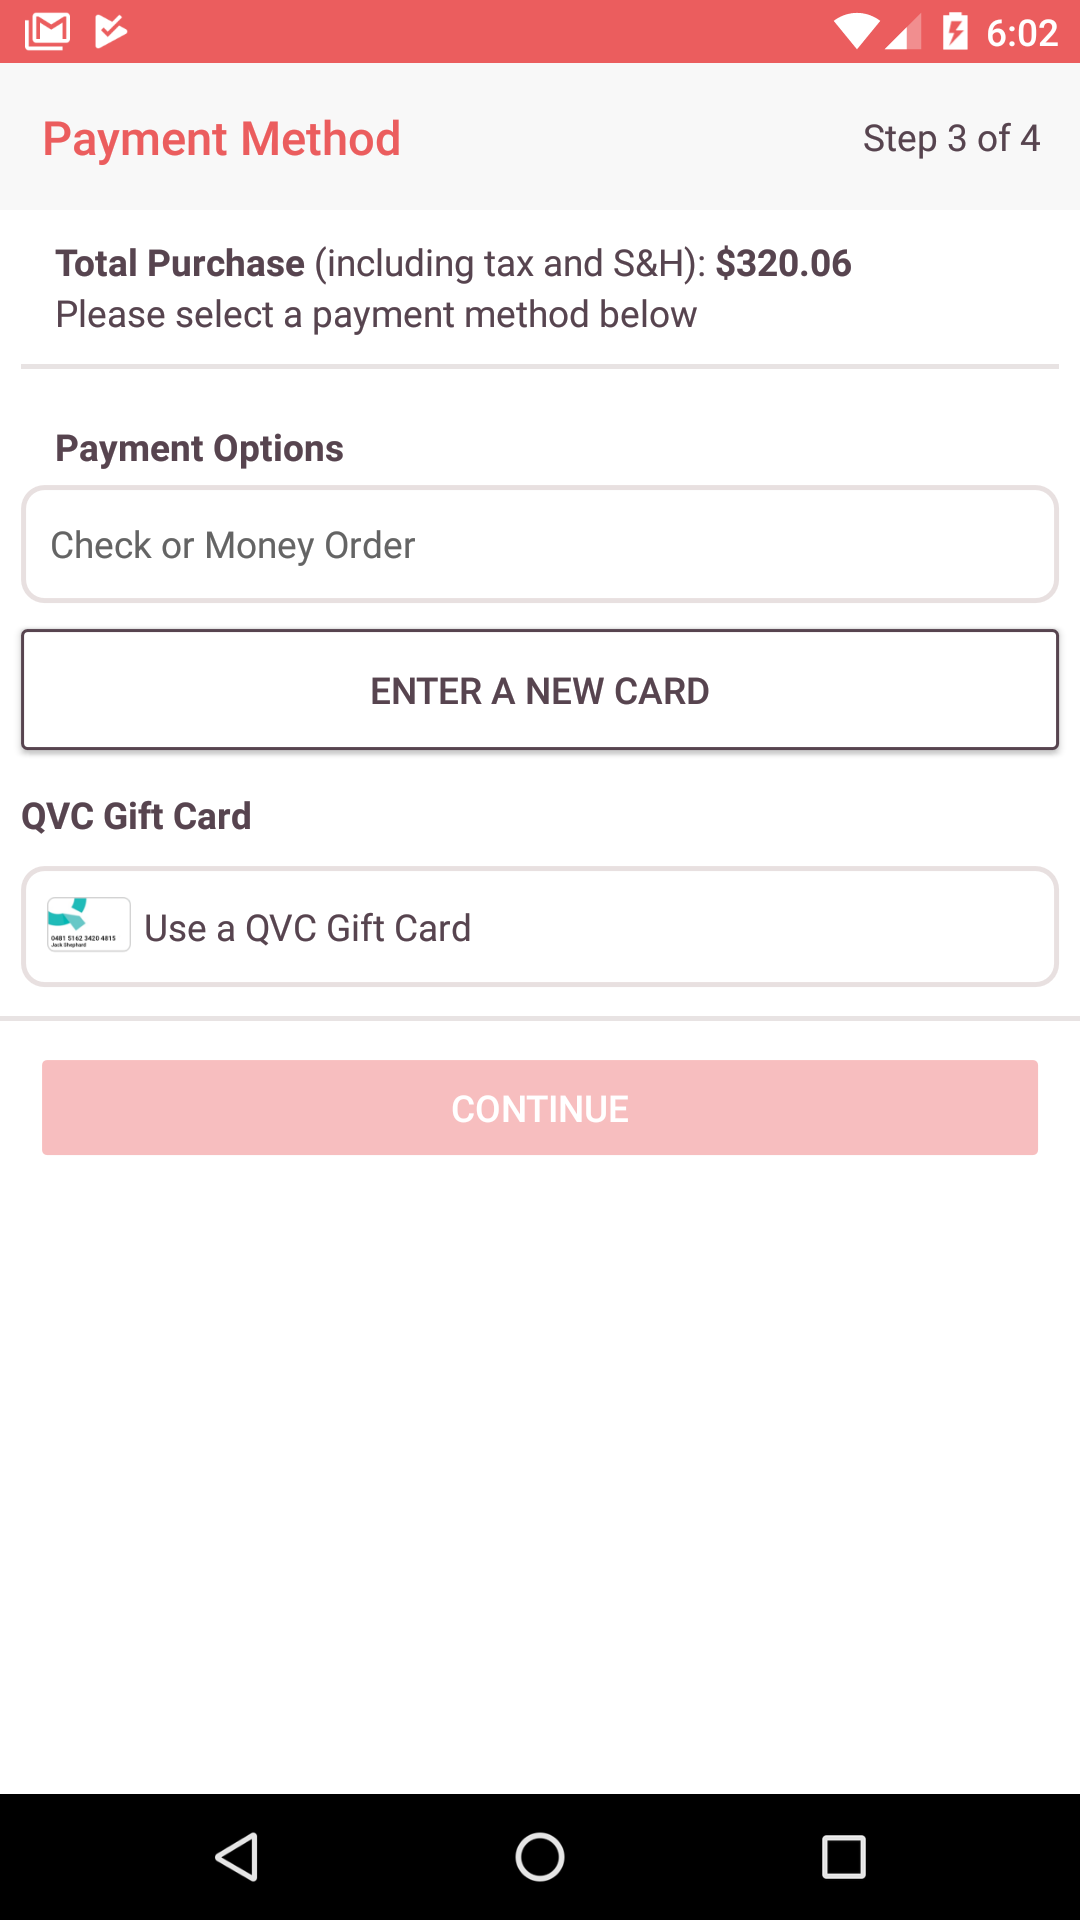 6:02
Payment Method
Step 3 of 4
Total Purchase (including tax and S&H): $320.06
Please select a payment method below
Payment Options
Check or Money Order
ENTER A NEW CARD
QVC Gift Card
0481 5162 3420 4815
Jack Shephard
Use a QVC Gift Card
CONTINUE